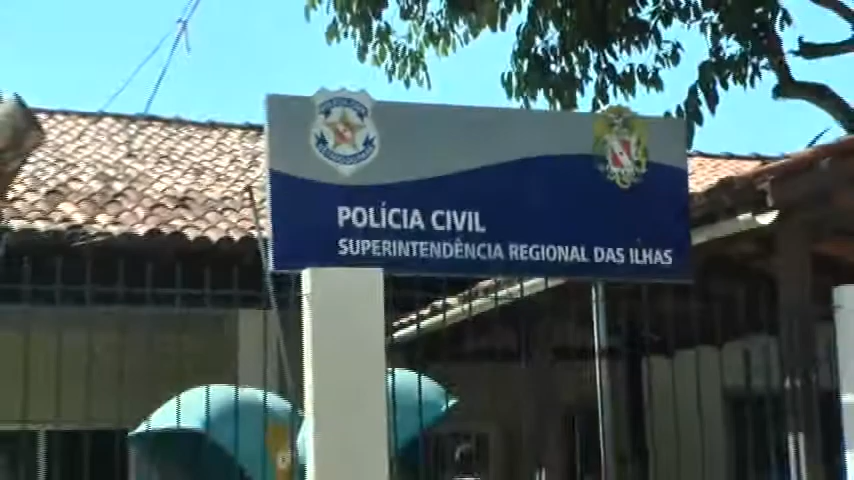 POLÍCIA CIVIL
SUPERINTENDÊNCIA REGIONAL DAS ILHAS